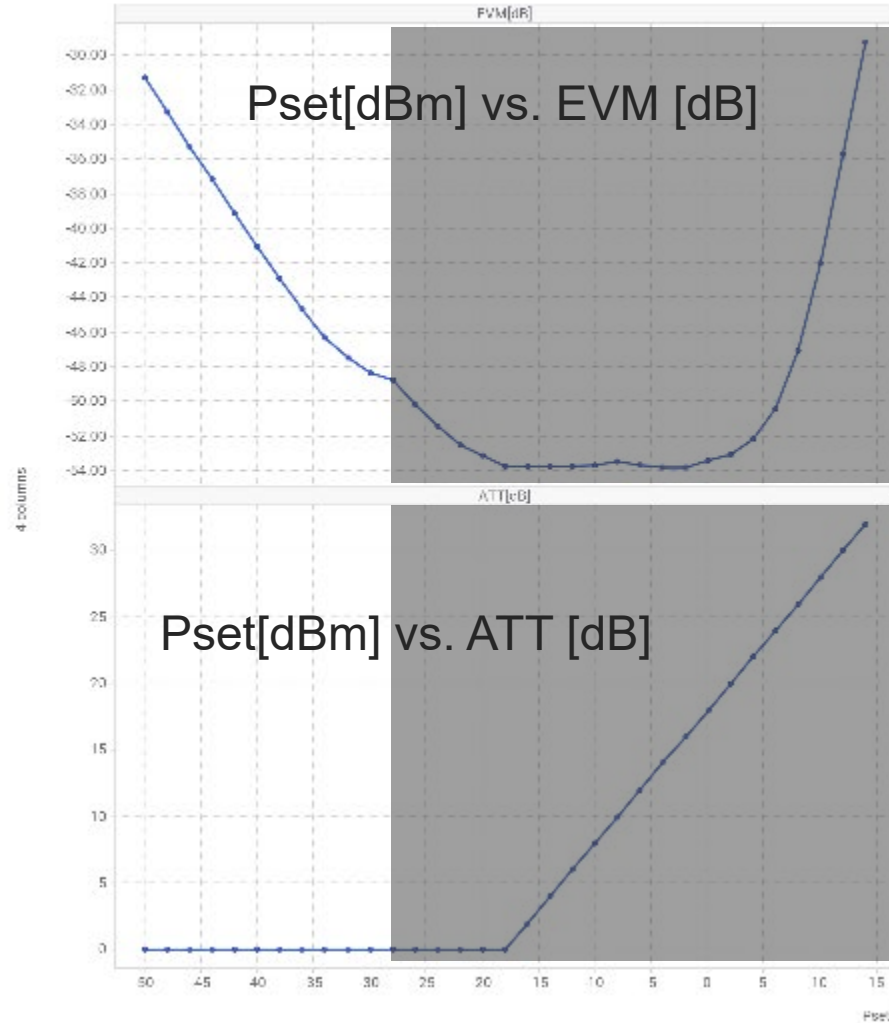 EVM[dB]
-30.00
-32.00
Pset[dBm] vs. EVM [dB]
-34.00
-36.00
-38.00
-40.00
-42.00
-44.00
-46.00
-48.00
-50.00
-52.00
-54.00
4 columns
ATT[dB]
30
25
Pset[dBm] vs. ATT [dB]
20
15
10
5
0
50 45 40 35 30 25 20 15 10 5 0 5 10 15
Pset